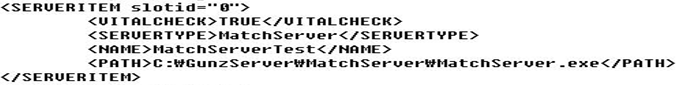 <SERVERITEM slotid="0">
<VITALCHECK>TRUE</VITALCHECK>
<SERVERTYPE>MatchServer</SERVERTYPE>
<NAME>MatchServerTest</NAME>
<PATH>C:₩GunzServer₩MatchServer₩MatchServer.exe</PATH>
</SERVERITEM>